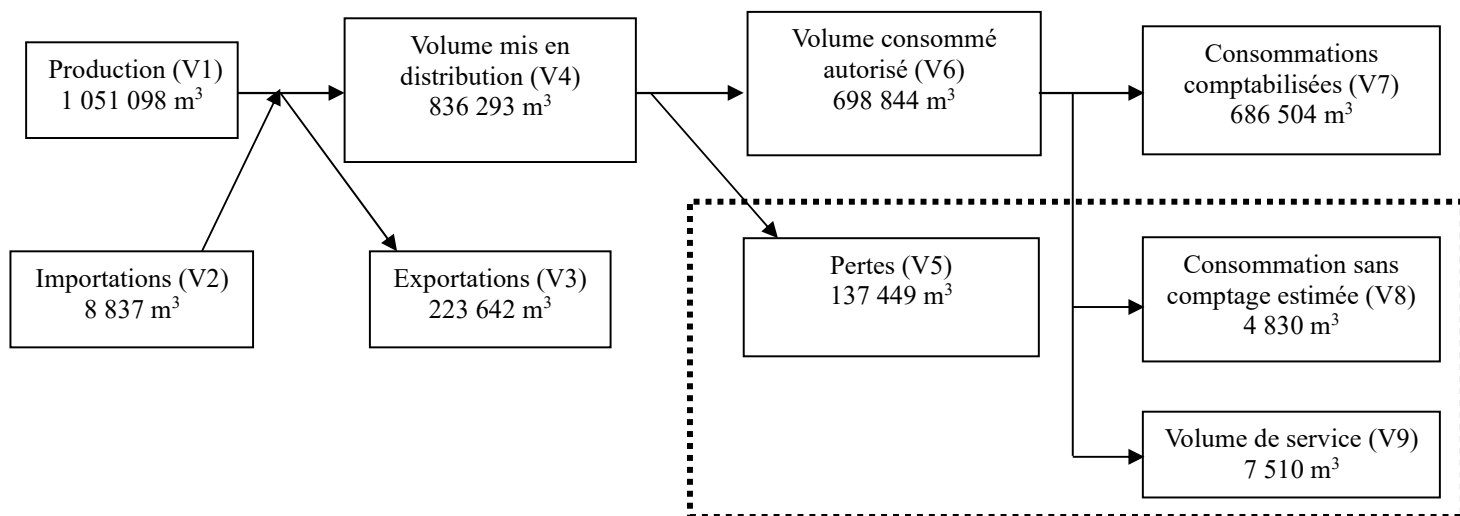 Production (V1)
1 051 098 m³
Volume mis en
distribution (V4)
836 293 m³
Volume consommé
autorisé (V6)
698 844 m³
Consommations
comptabilisées (V7)
686 504 m³
Importations (V2)
8 837 m³
Exportations (V3)
223 642 m³
Pertes (V5)
137 449 m³
Consommation sans
comptage estimée (V8)
4 830 m³
Volume de service (V9)
7 510 m³